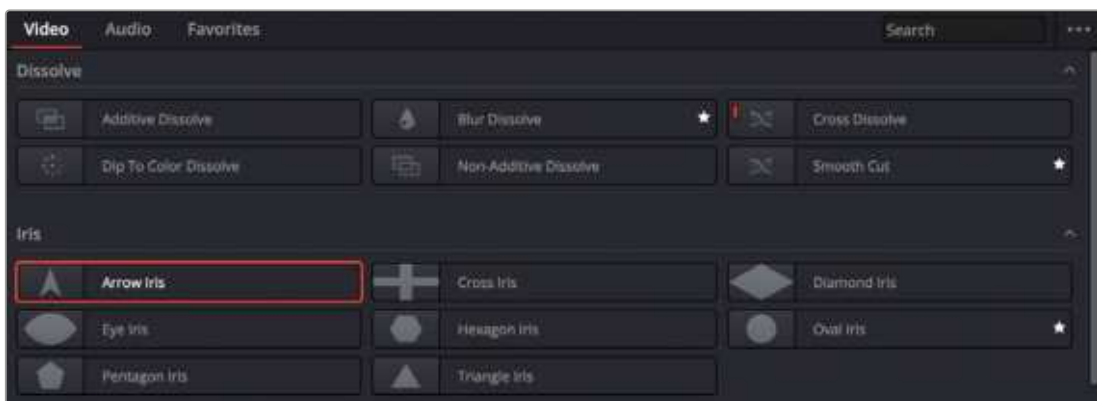 Video Audio Favorites Search
Dissolve
Additive Dissolve Blur Dissolve Cross Dissolve
Dip To Color Dissolve Non-Additive Dissolve Smooth Cut
Iris
Arrow Iris Cross Iris Diamond Iris
Eye Iris Hexagon Iris Oval Iris
Pentagon Iris Triangle Iris